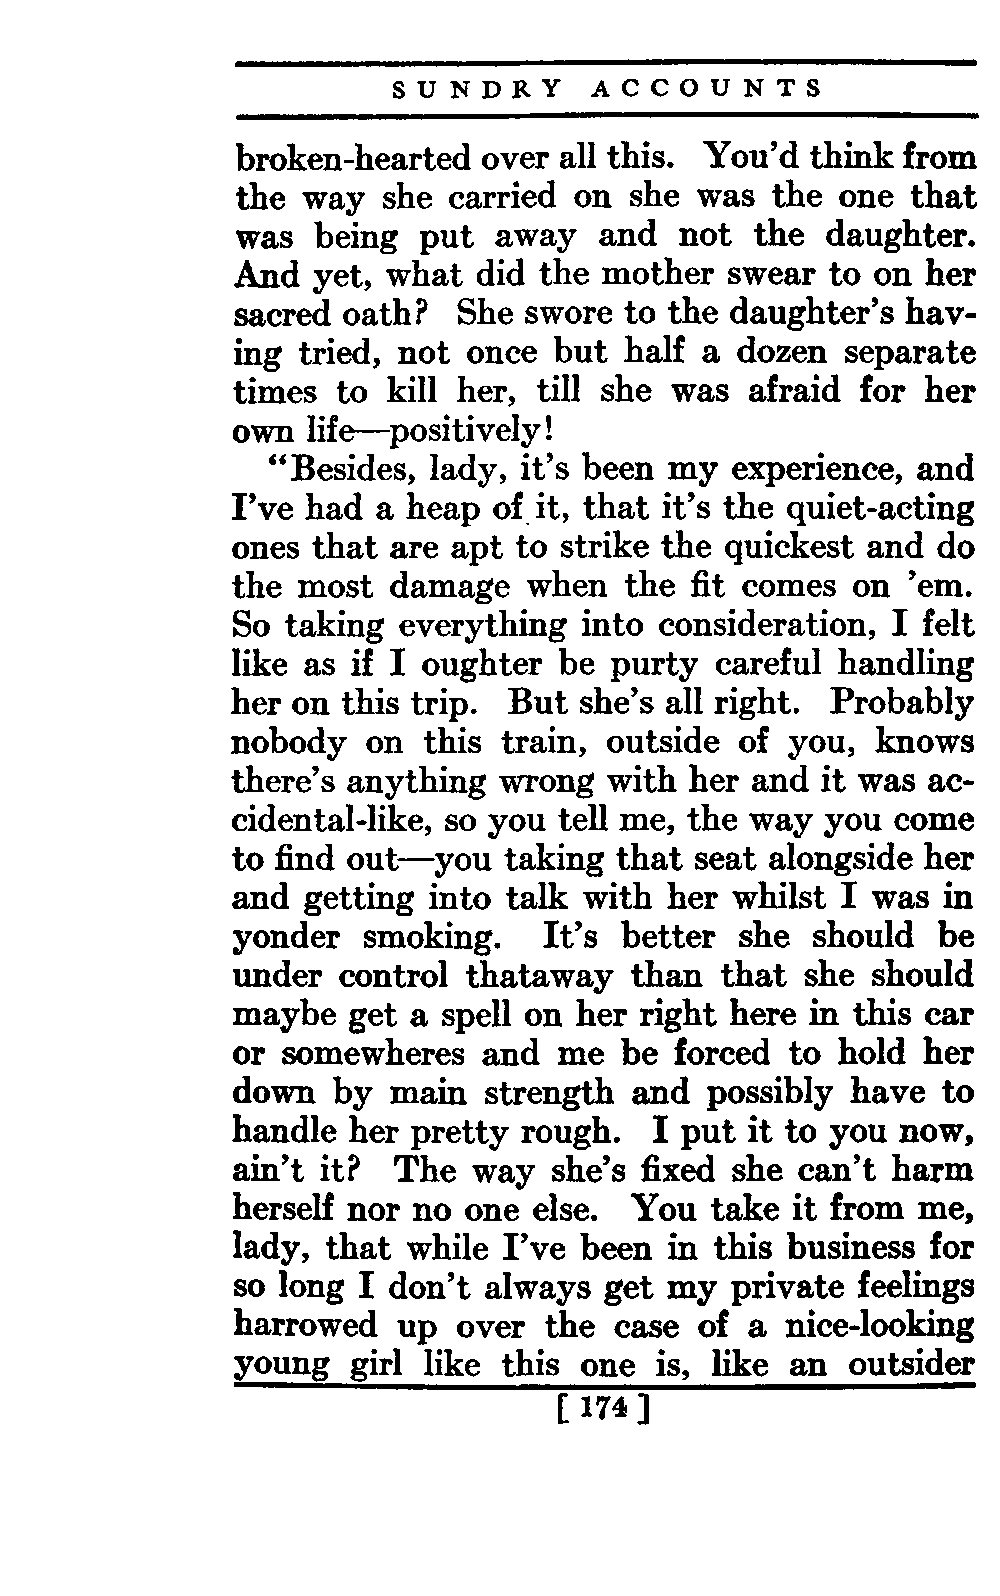 SUNDRY ACCOUNTS
broken-hearted over all this. You'd think from
the way she carried on she was the one that
was being put away and not the daughter.
And yet, what did the mother swear to on her
sacred oath? She swore to the daughter's hav-
ing tried, not once but half a dozen separate
times to kill her, till she was afraid for her
own life—positively!
"Besides, lady, it's been my experience, and
I've had a heap of it, that it's the quiet-acting
ones that are apt to strike the quickest and do
the most damage when the fit comes on 'em.
So taking everything into consideration, I felt
like as if I oughter be purty careful handling
her on this trip. But she's all right. Probably
nobody on this train, outside of you, knows
there's anything wrong with her and it was ac-
cidental-like, so you tell me, the way you come
to find out—you taking that seat alongside her
and getting into talk with her whilst I was in
yonder smoking. It's better she should be
under control thataway than that she should
maybe get a spell on her right here in this car
or somewheres and me be forced to hold her
down by main strength and possibly have to
handle her pretty rough. I put it to you now,
ain't it? The way she's fixed she can't harm
herself nor no one else. You take it from me,
lady, that while I've been in this business for
so long I don't always get my private feelings
harrowed up over the case of a nice-looking
young girl like this one is, like an outsider
[ 174 ]